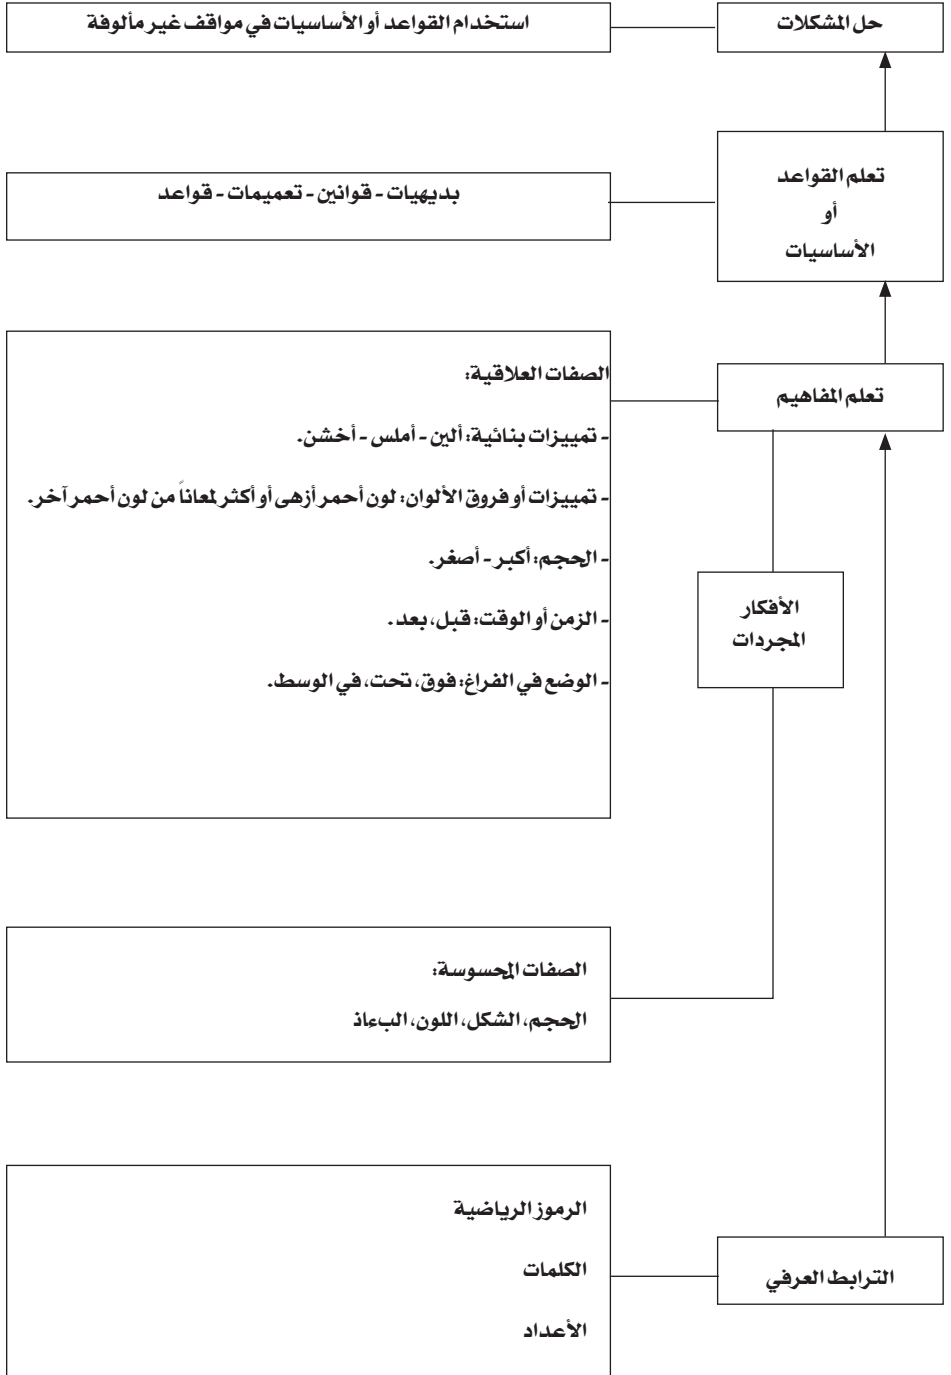 حل المشكلات
استخدام القواعد أو الأساسيات في مواقف غير مألوفة
تعلم القواعد
أو
الأساسيات
بديهيات - قوانين - تعميمات - قواعد
تعلم المفاهيم
الصفات العلاقية:
- تمييزات بنائية: ألين - أملس - أخشن.
- تمييزات أو فروق الألوان: لون أحمر أزهى أو أكثر لمعاناً من لون أحمر آخر.
- الحجم: أكبر - أصغر.
- الزمن أو الوقت: قبل، بعد.
- الوضع في الفراغ: فوق، تحت، في الوسط.
الأفكار
المجردات
الصفات المحسوسة:
الحجم، الشكل، اللون، البءاذ
الترابط العرفي
الرموز الرياضية
الكلمات
الأعداد